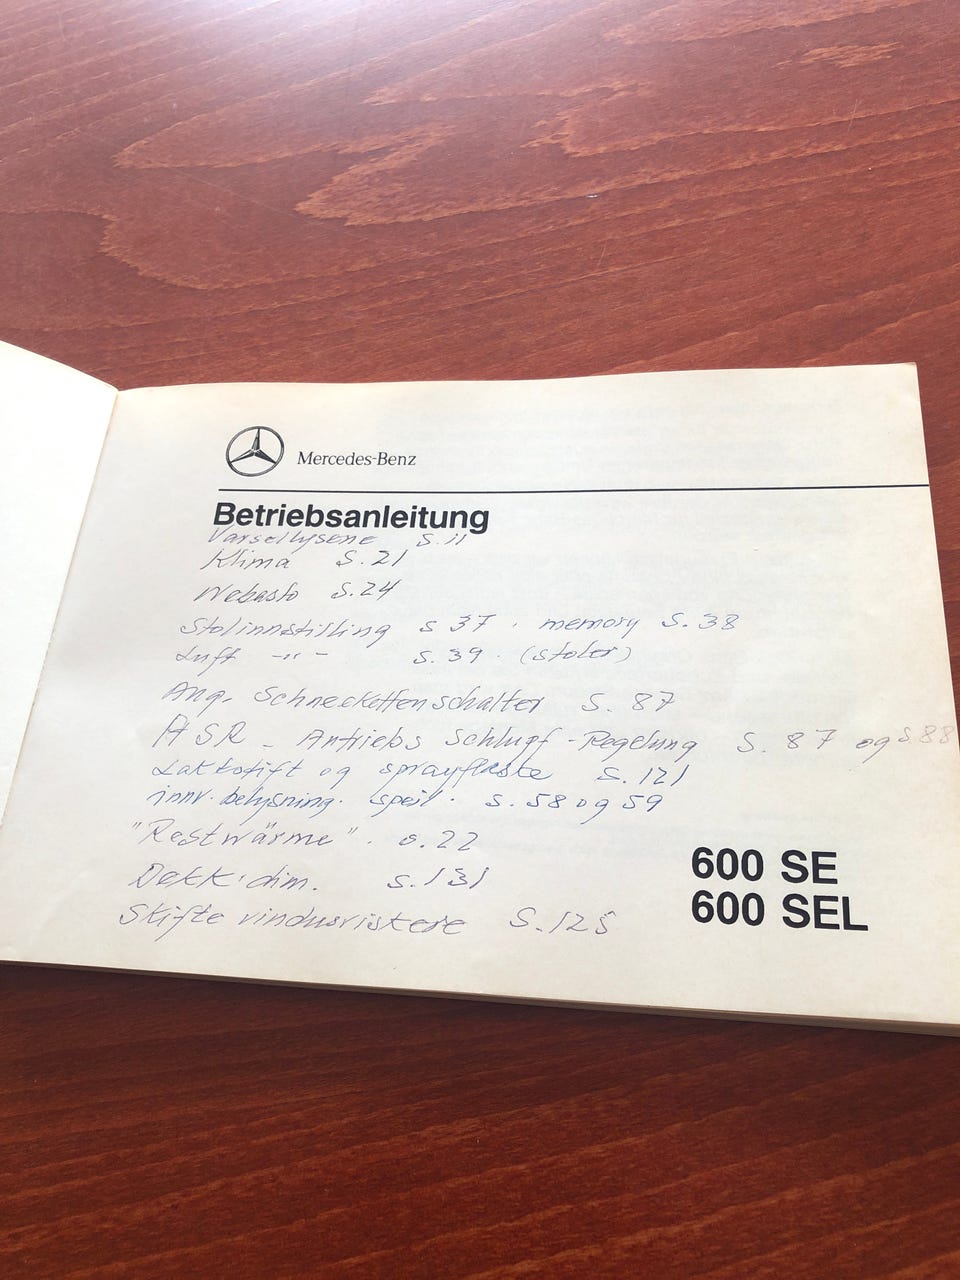 Mercedes-Benz
Betriebsanleitung
Varsellysene S. 11
Klima S. 21
Webasto S. 24
Stolinnstilling S 37 . memory S. 38
Luft -"- S. 39 . (stoler)
Ang. Schneekettenschalter S. 87
ASR - Antriebs Schlupf-Regelung S. 87 og S. 88
Lakkstift og sprayflaske S. 121
innv. belysning. speil. S. 58 og 59
"Restwärme". s. 22
Dekk.dim. S. 131
Skifte vindusviskere S. 125
600 SE
600 SEL